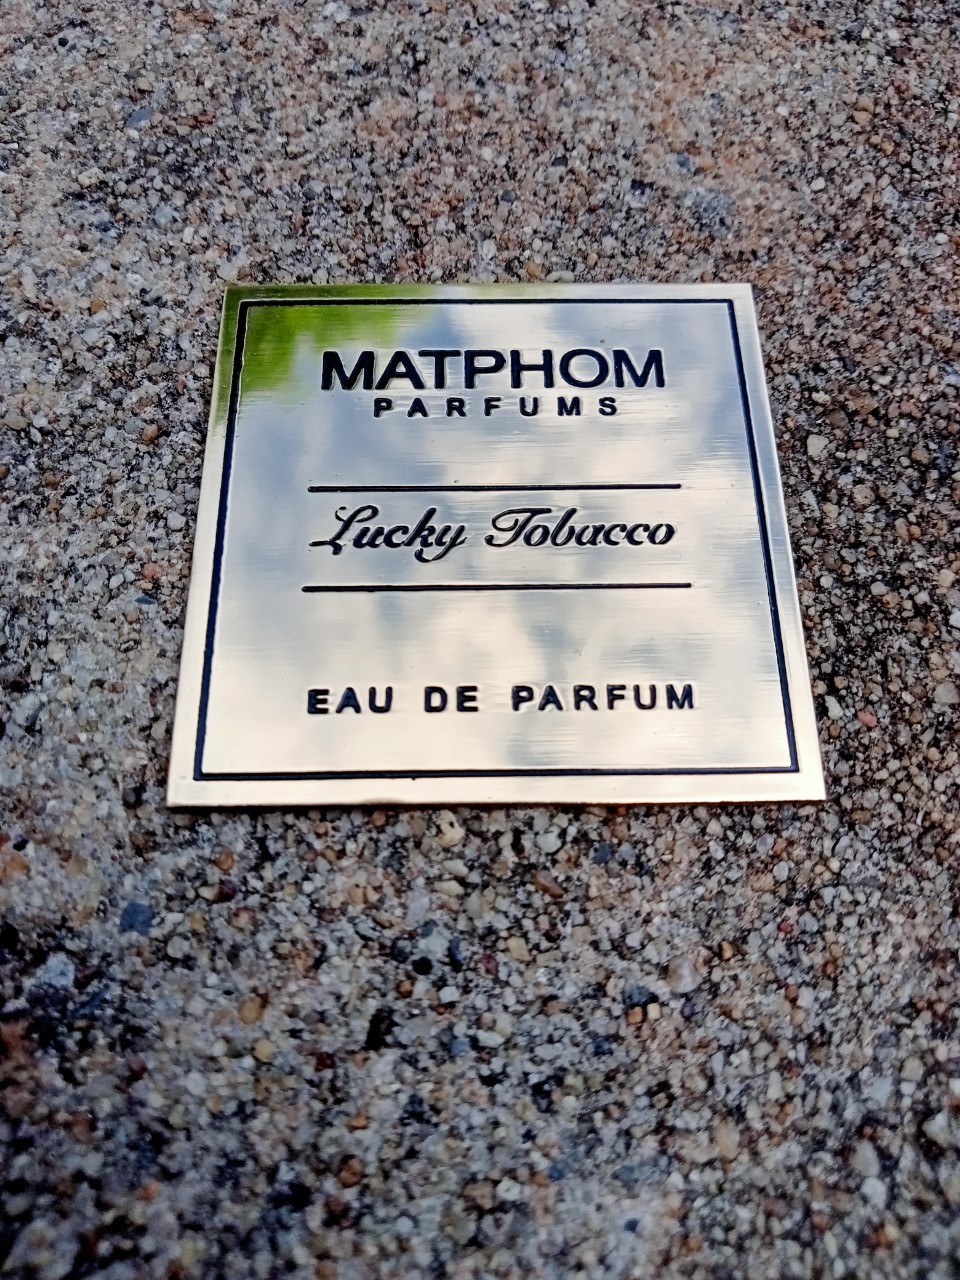 MATPHOM
PARFUMS
Lucky Tobacco
EAU DE PARFUM